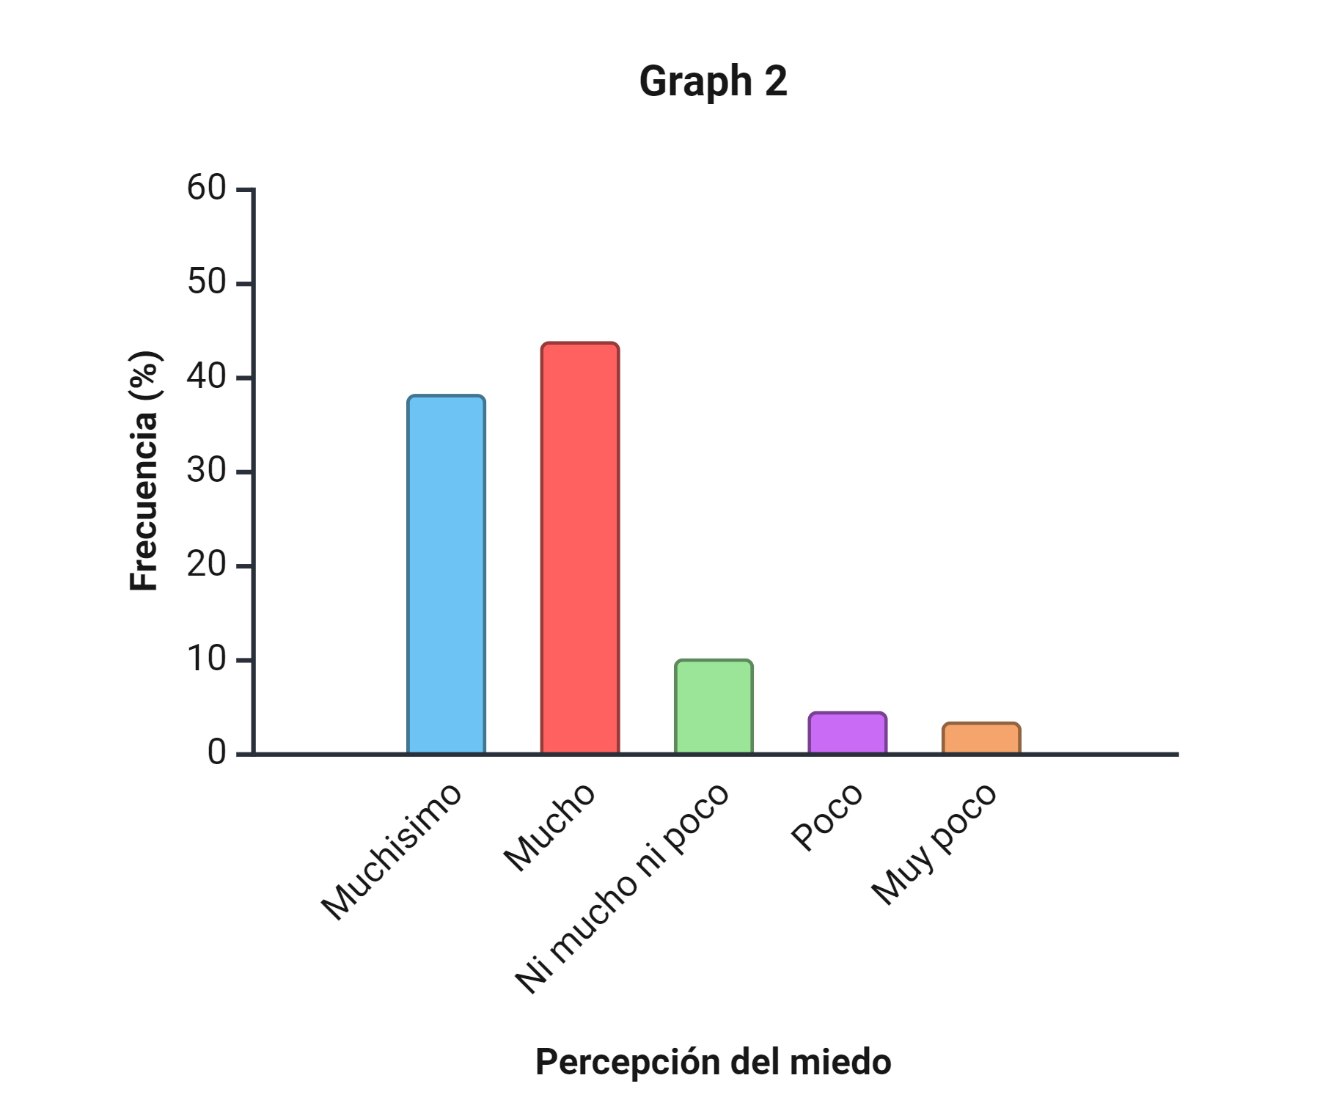 Graph 2
60
50
40
30
20
10
0
Frecuencia (%)
Muchisimo
Mucho
Ni mucho ni poco
Poco
Muy poco
Percepción del miedo